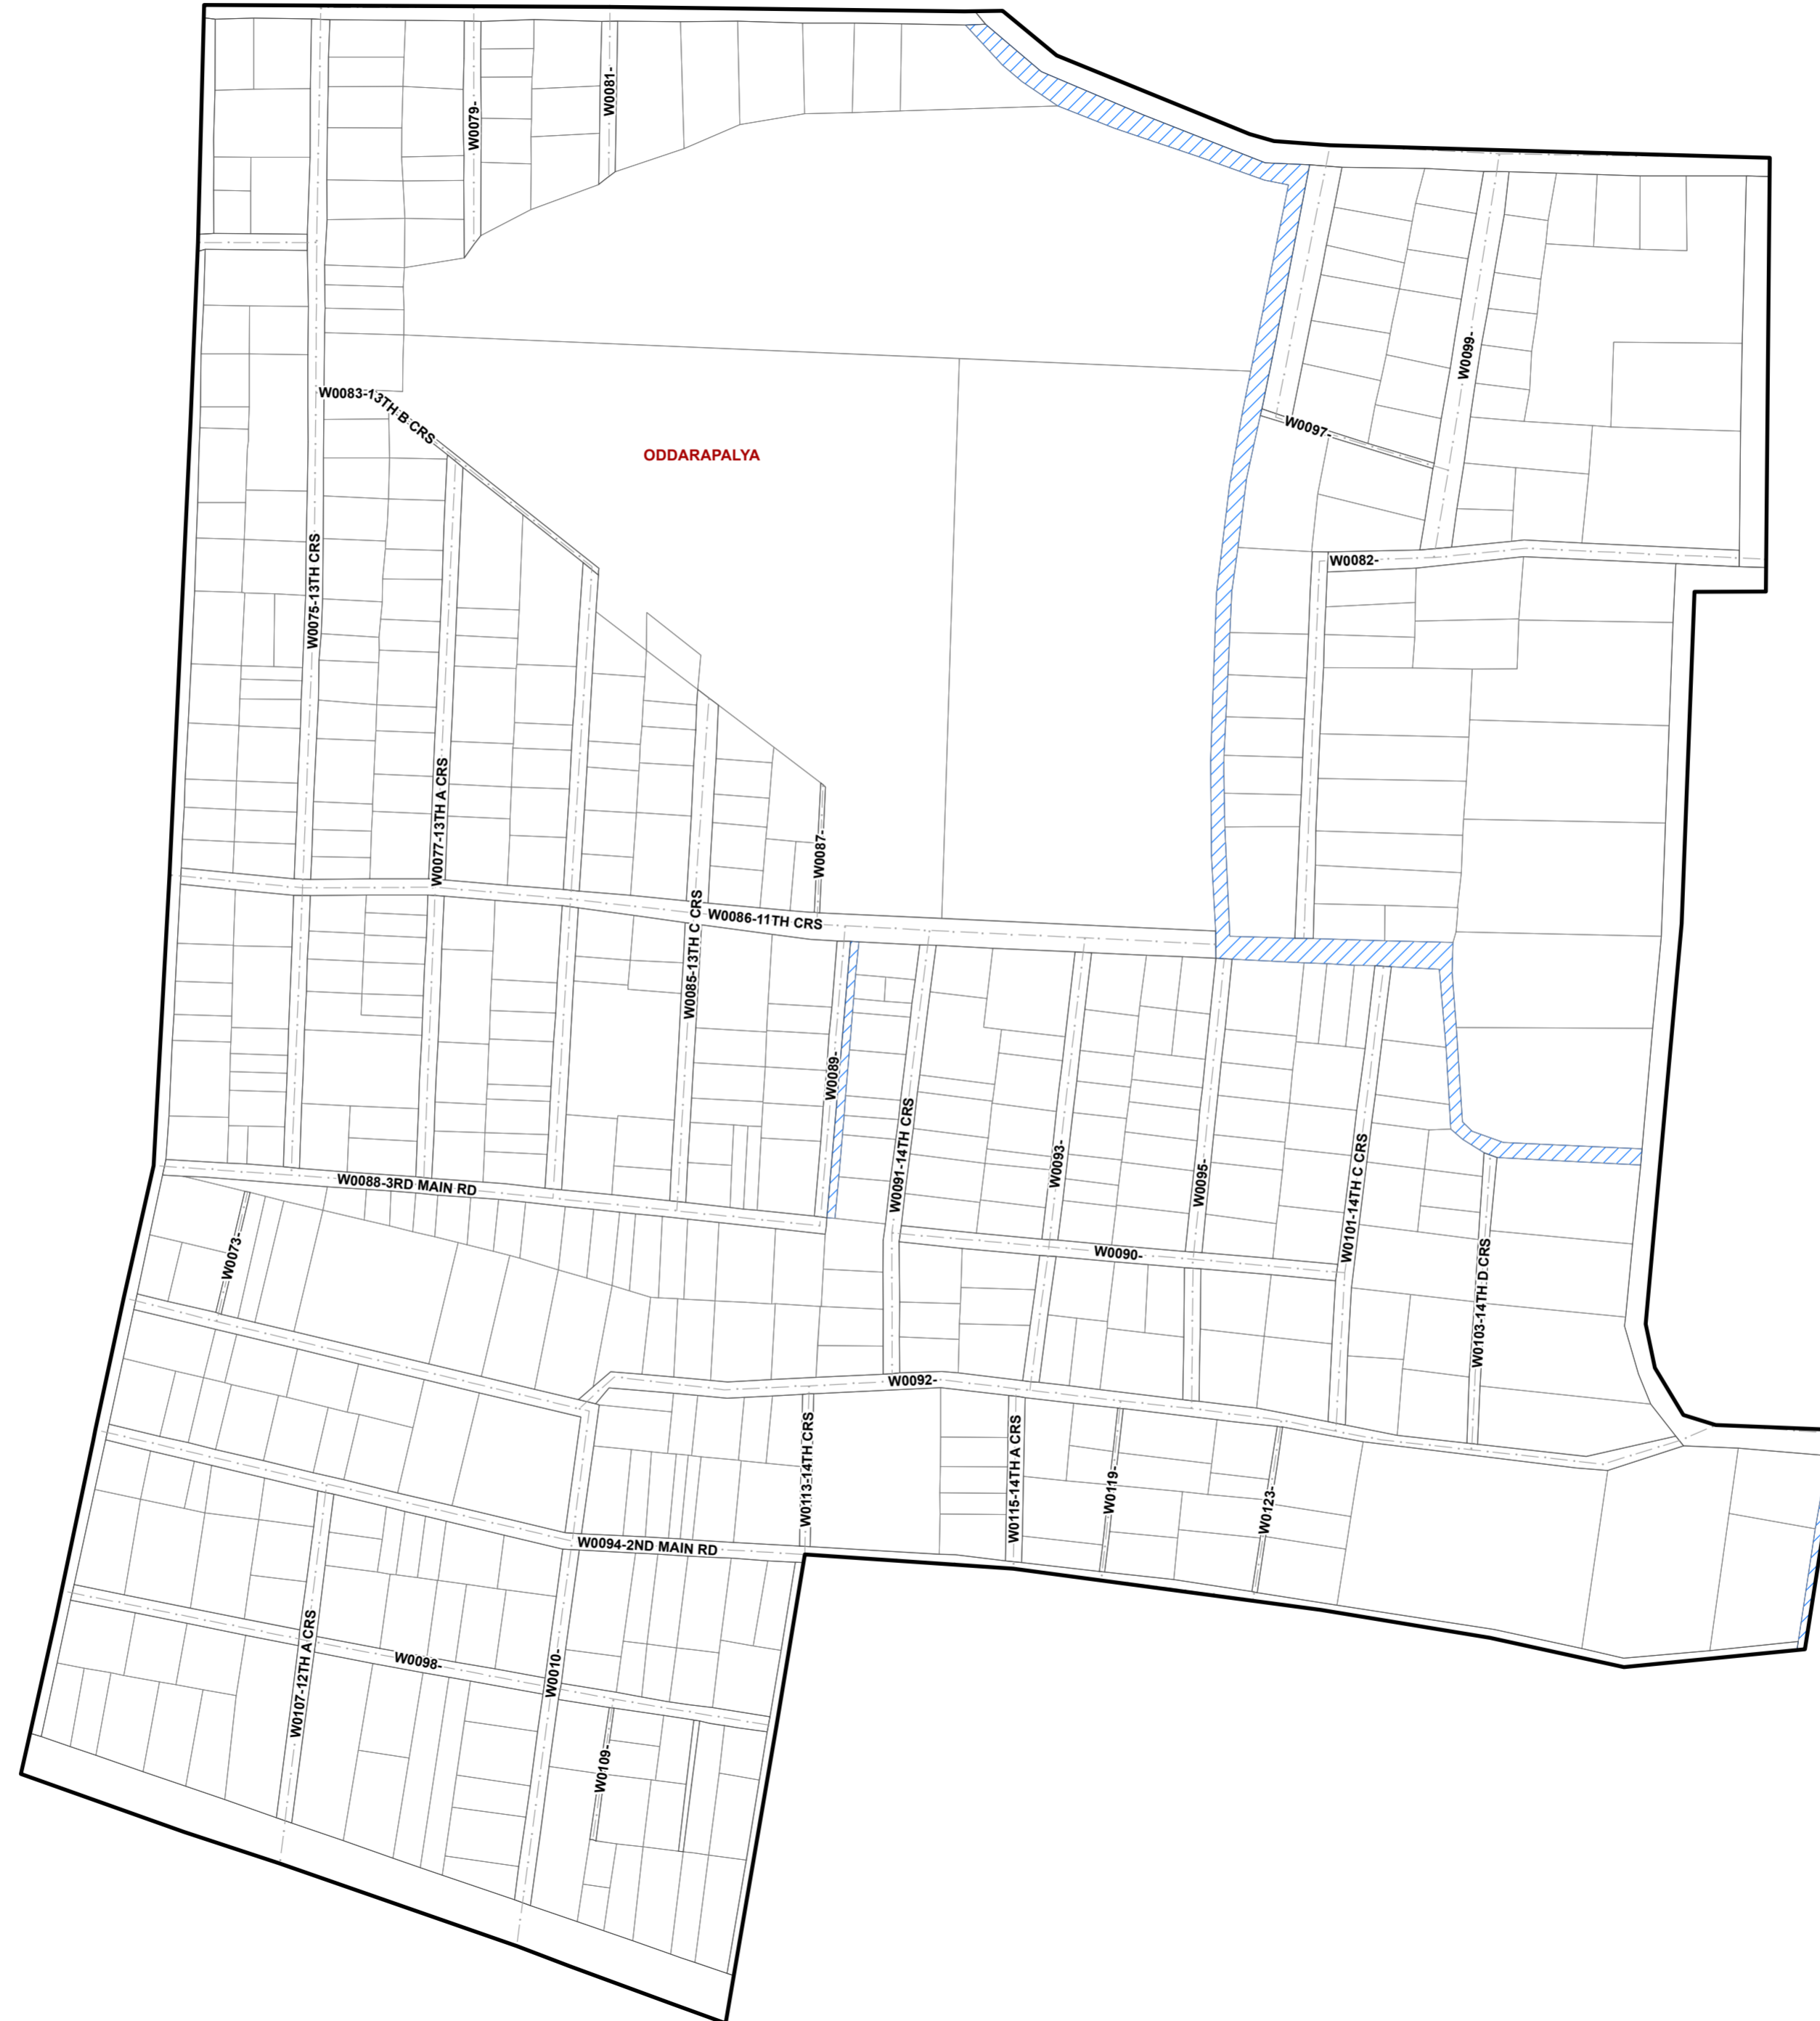 W0081-
W0079-
W0099-
W0083-13TH B CRS
W0097-
ODDARAPALYA
W0082-
W0075-13TH CRS
W0077-13TH A CRS
W0087-
W0086-11TH CRS
W0085-13TH C CRS
W0089-
W0091-14TH CRS
W0093-
W0095-
W0101-14TH C CRS
W0088-3RD MAIN RD
W0073-
W0090-
W0103-14TH D CRS
W0092-
W0113-14TH CRS
W0115-14TH A CRS
W0119-
W0123-
W0094-2ND MAIN RD
W0107-12TH A CRS
W0098-
W0010-
W0109-